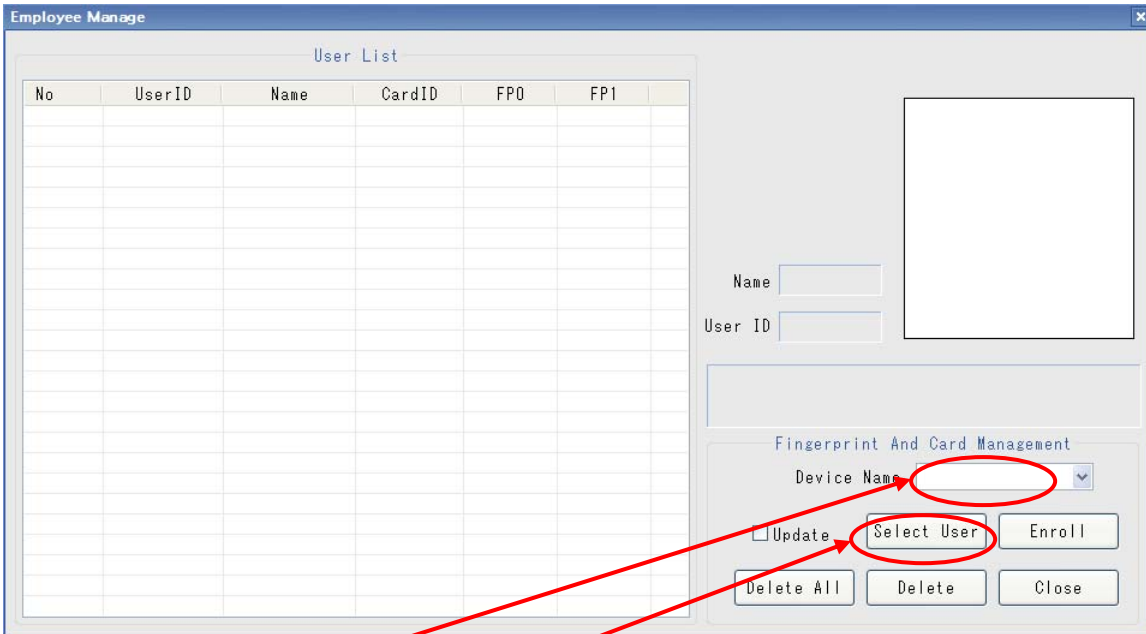 Employee Manage
User List
No UserID Name CardID FP0 FP1
Name
User ID
Fingerprint And Card Management
Device Name
Update Select User Enroll
Delete All Delete Close